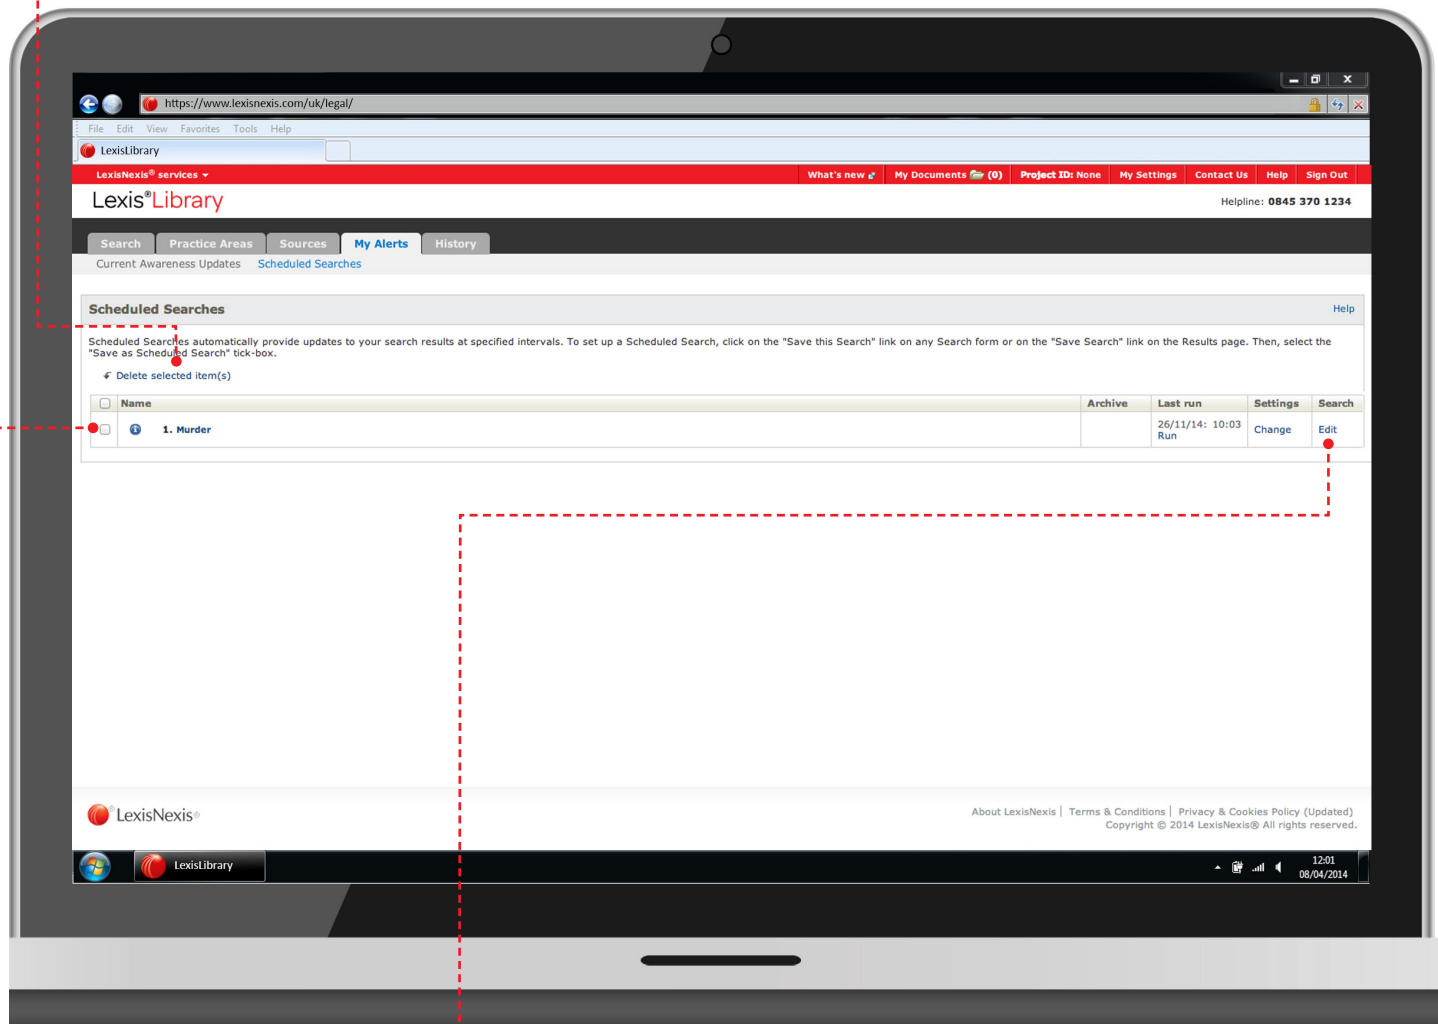 https://www.lexisnexis.com/uk/legal/
File Edit View Favorites Tools Help
LexisLibrary
LexisNexis® services
What's new
My Documents (0)
Project ID: None
My Settings
Contact Us
Help
Sign Out
Lexis®Library
Helpline: 0845 370 1234
Search
Practice Areas
Sources
My Alerts
History
Current Awareness Updates
Scheduled Searches
Scheduled Searches
Help
Scheduled Searches automatically provide updates to your search results at specified intervals. To set up a Scheduled Search, click on the "Save this Search" link on any Search form or on the "Save Search" link on the Results page. Then, select the
"Save as Scheduled Search" tick-box.
Delete selected item(s)
Name
Archive
Last run
Settings
Search
1. Murder
26/11/14: 10:03
Run
Change
Edit
LexisNexis®
About LexisNexis | Terms & Conditions | Privacy & Cookies Policy (Updated)
Copyright © 2014 LexisNexis® All rights reserved.
LexisLibrary
12:01
08/04/2014